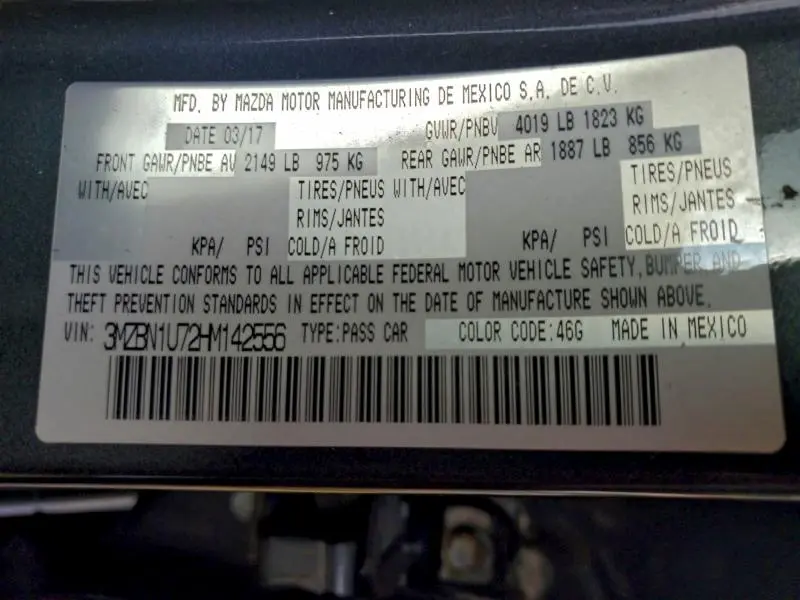 MFD. BY MAZDA MOTOR MANUFACTURING DE MEXICO S.A. DE C.V.
DATE 03/17 GVWR/PNBV 4019 LB 1823 KG
FRONT GAWR/PNBE AV 2149 LB 975 KG REAR GAWR/PNBE AR 1887 LB 856 KG
WITH/AVEC TIRES/PNEUS WITH/AVEC TIRES/PNEUS
RIMS/JANTES RIMS/JANTES
KPA/ PSI COLD/A FROID KPA/ PSI COLD/A FROID
THIS VEHICLE CONFORMS TO ALL APPLICABLE FEDERAL MOTOR VEHICLE SAFETY, BUMPER AND
THEFT PREVENTION STANDARDS IN EFFECT ON THE DATE OF MANUFACTURE SHOWN ABOVE.
VIN: 3MZBN1U72HM142556 TYPE:PASS CAR COLOR CODE:46G MADE IN MEXICO